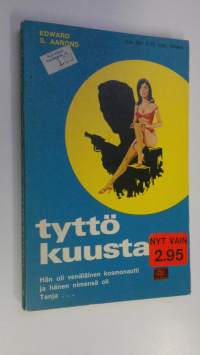 EDWARD
S. AARONS
tyttö
kuusta
NYT VAIN
2.95
Hän oli venäläinen kosmonautti
ja hänen nimensä oli
Tanja . . .